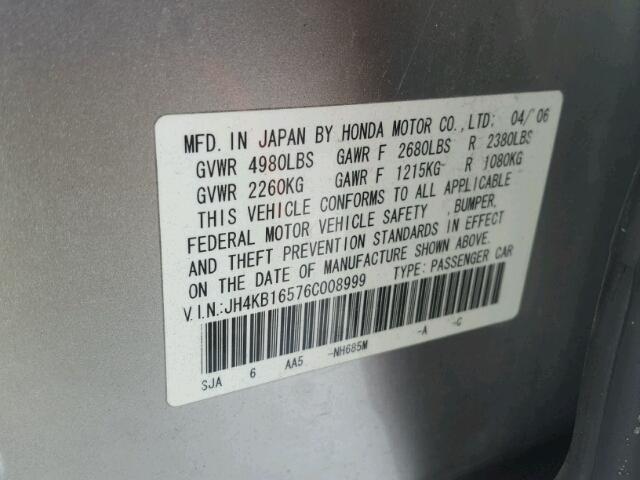 MFD. IN JAPAN BY HONDA MOTOR CO.,LTD: 04/'06
GVWR 4980LBS GAWR F 2680LBS R 2380LBS
GVWR 2260KG GAWR F 1215KG R 1080KG
THIS VEHICLE CONFORMS TO ALL APPLICABLE
FEDERAL MOTOR VEHICLE SAFETY , BUMPER,
AND THEFT PREVENTION STANDARDS IN EFFECT
ON THE DATE OF MANUFACTURE SHOWN ABOVE.
V.I.N.:JH4KB16576C008999 TYPE: PASSENGER CAR
SJA 6 AA5 -NH685M -A -C